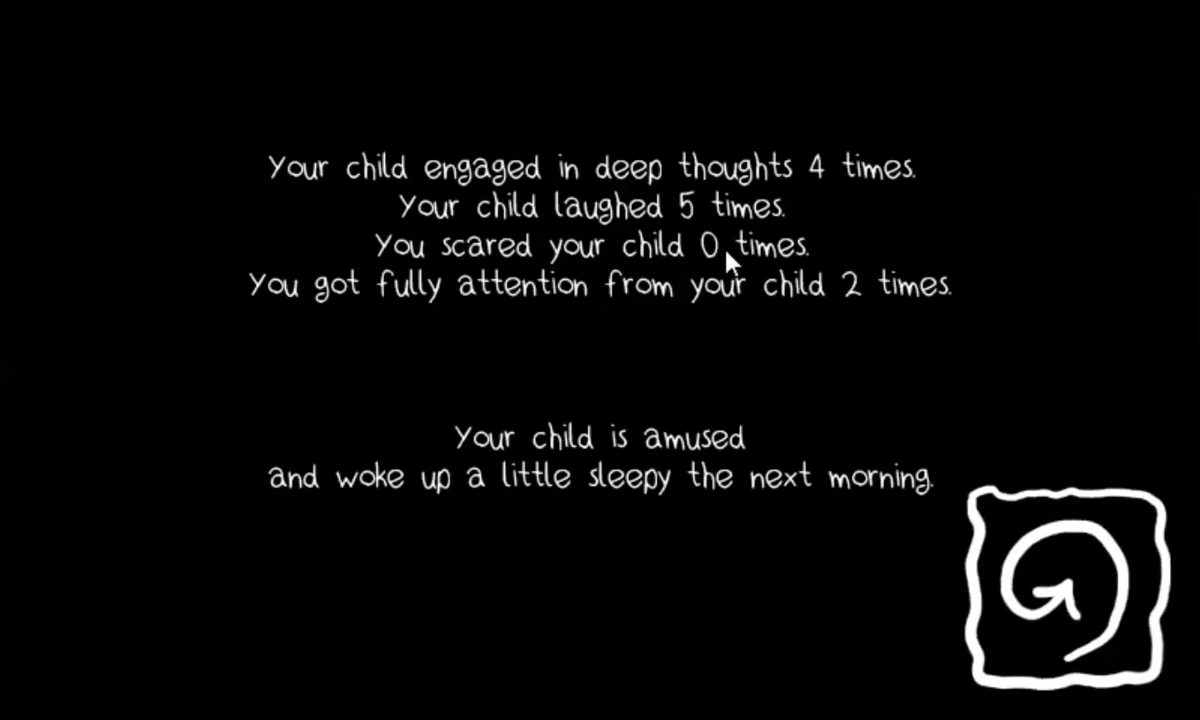 Your child engaged in deep thoughts 4 times.
Your child laughed 5 times.
You scared your child 0 times.
You got fully attention from your child 2 times.
Your child is amused
and woke up a little sleepy the next morning.